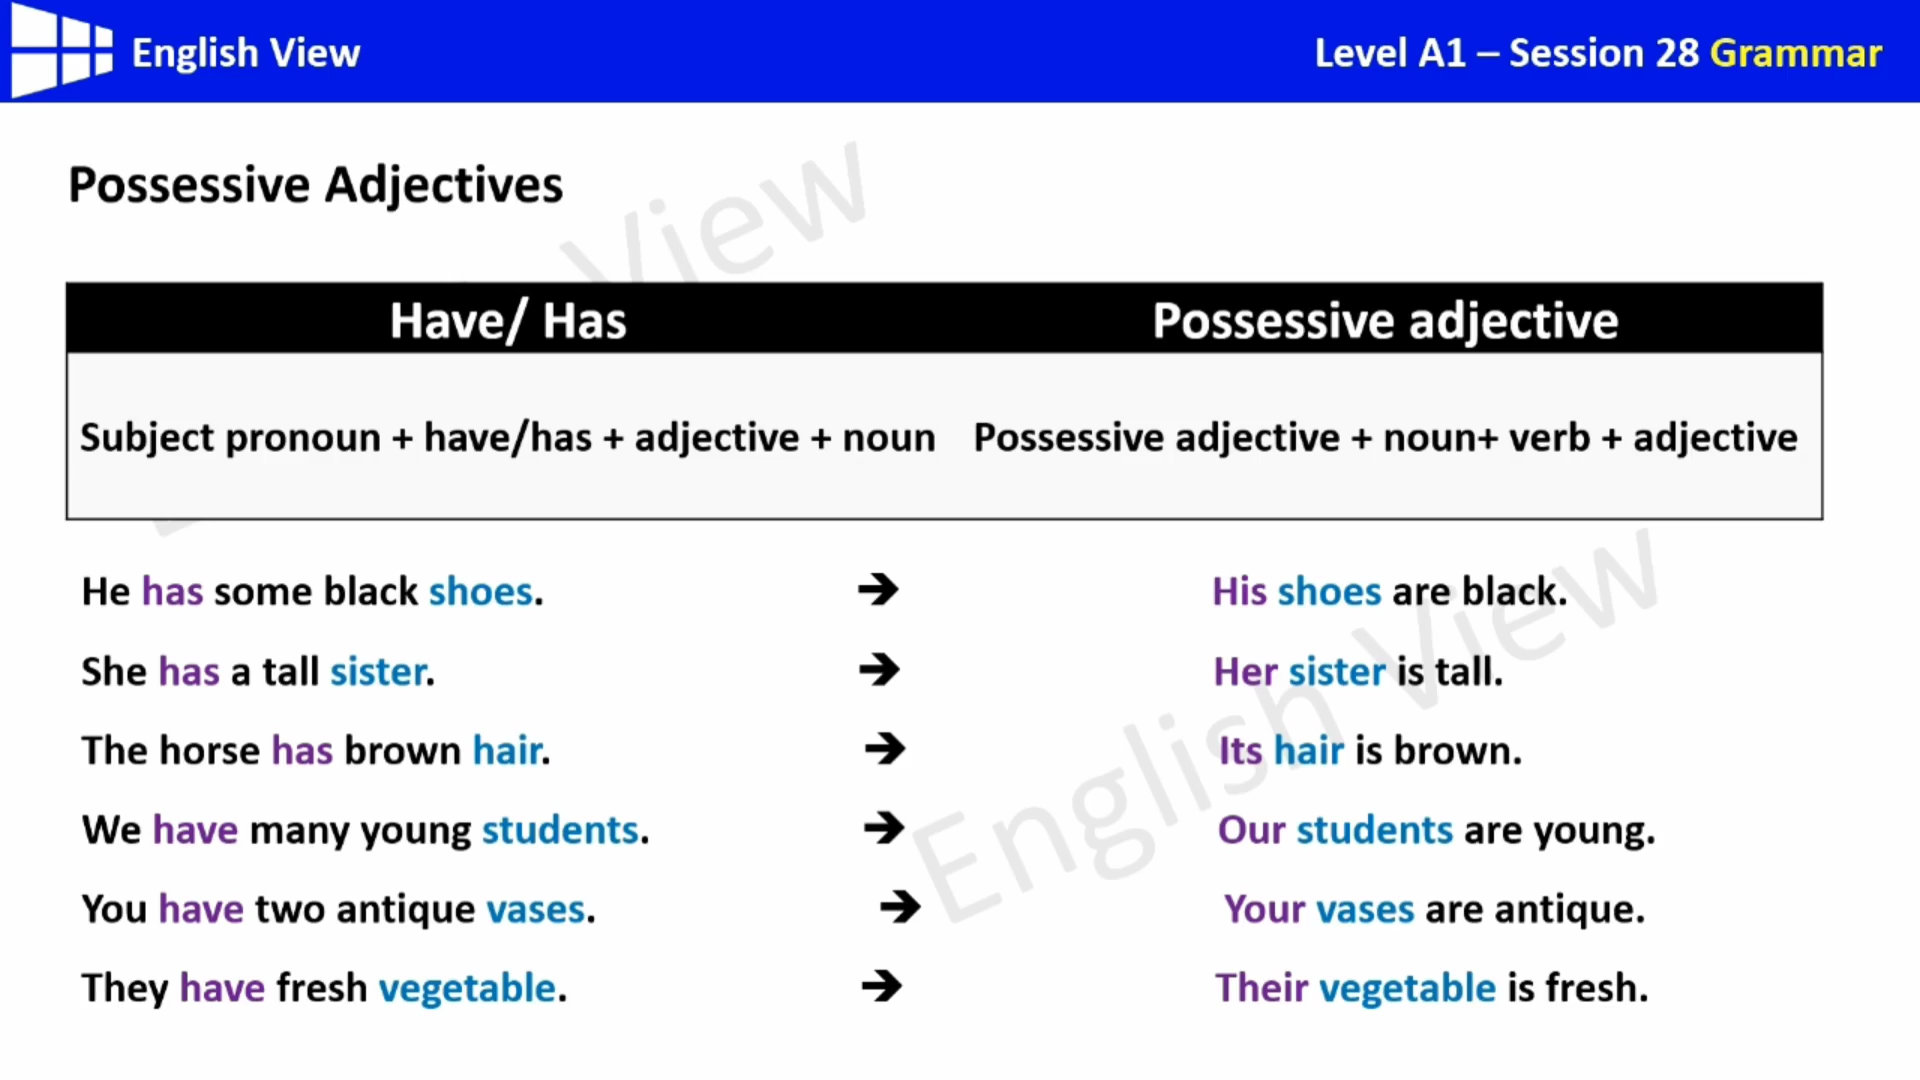 English View
Level A1 – Session 28 Grammar
Possessive Adjectives
Have/ Has
Possessive adjective
Subject pronoun + have/has + adjective + noun
Possessive adjective + noun+ verb + adjective
He has some black shoes. ➔ His shoes are black.
She has a tall sister. ➔ Her sister is tall.
The horse has brown hair. ➔ Its hair is brown.
We have many young students. ➔ Our students are young.
You have two antique vases. ➔ Your vases are antique.
They have fresh vegetable. ➔ Their vegetable is fresh.
View
English View